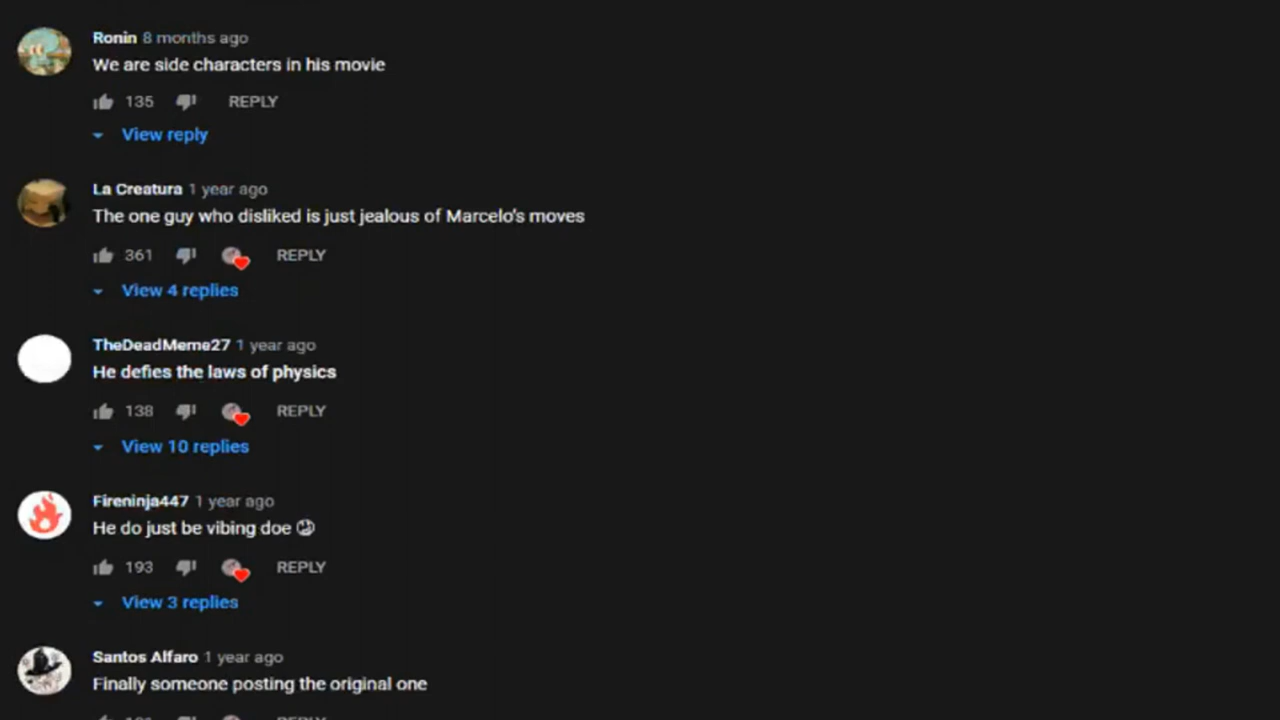 Ronin 8 months ago
We are side characters in his movie
135 REPLY
View reply
La Creatura 1 year ago
The one guy who disliked is just jealous of Marcelo's moves
361 REPLY
View 4 replies
TheDeadMeme27 1 year ago
He defies the laws of physics
138 REPLY
View 10 replies
Fireninja447 1 year ago
He do just be vibing doe
193 REPLY
View 3 replies
Santos Alfaro 1 year ago
Finally someone posting the original one
REPLY